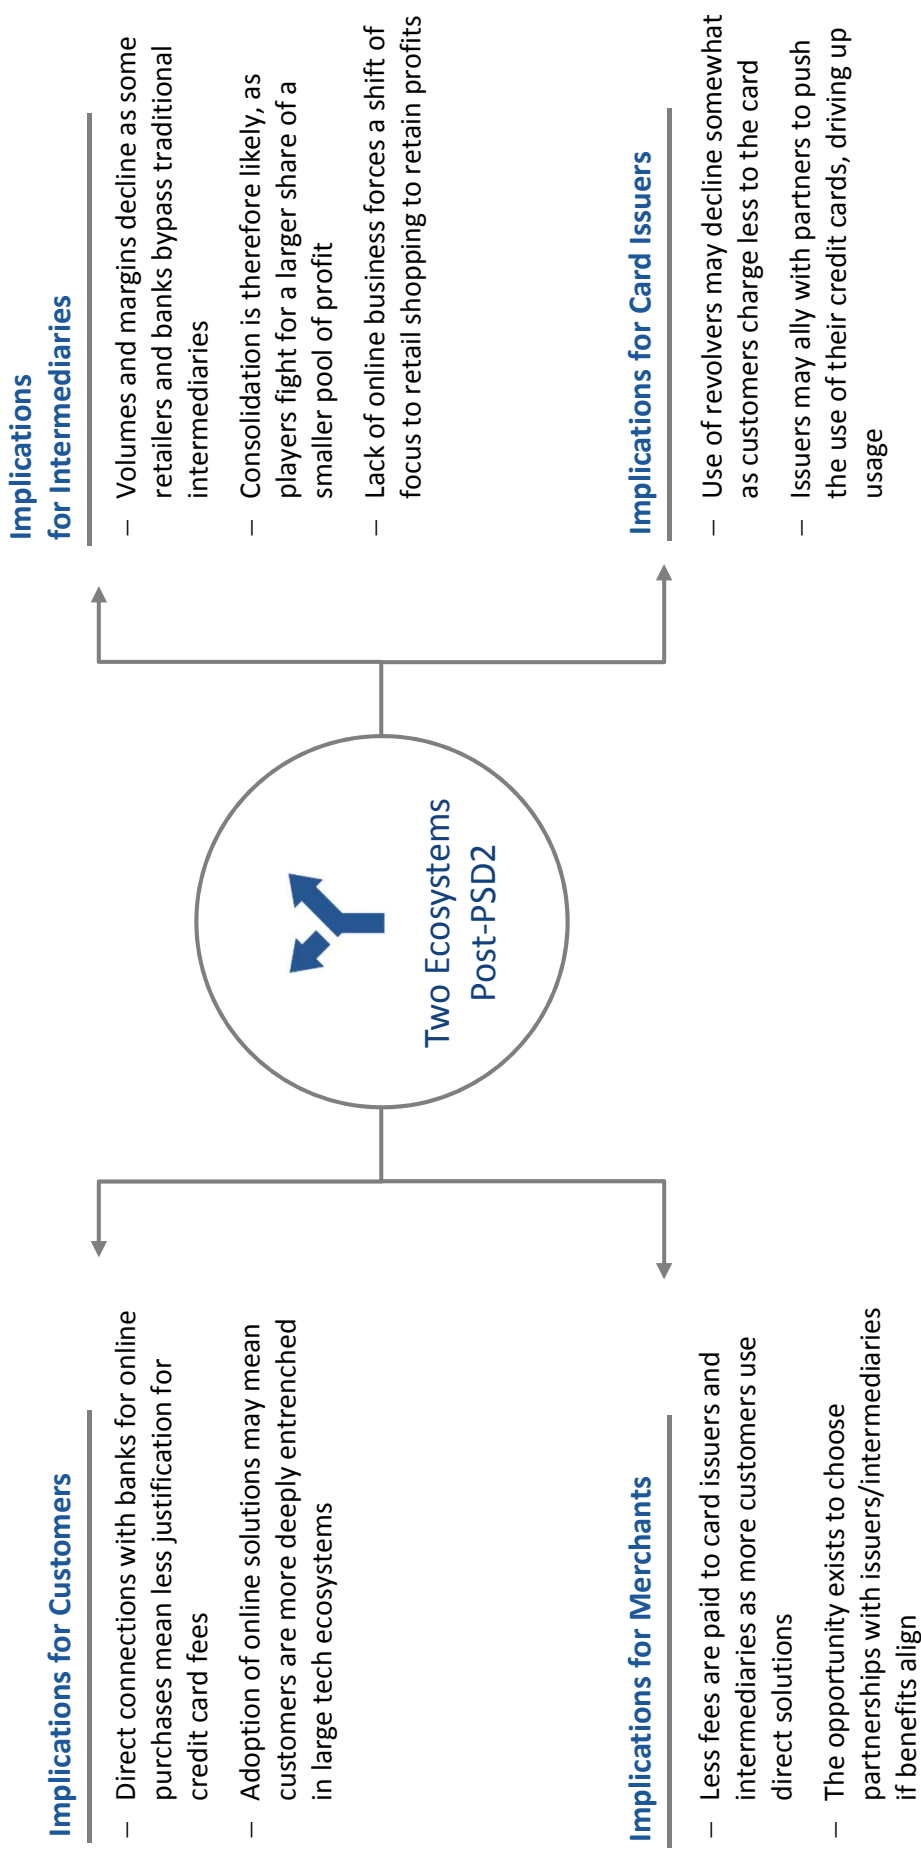 Implications for Customers
– Direct connections with banks for online
purchases mean less justification for
credit card fees
– Adoption of online solutions may mean
customers are more deeply entrenched
in large tech ecosystems
Implications for Merchants
– Less fees are paid to card issuers and
intermediaries as more customers use
direct solutions
– The opportunity exists to choose
partnerships with issuers/intermediaries
if benefits align
Two Ecosystems
Post-PSD2
Implications
for Intermediaries
– Volumes and margins decline as some
retailers and banks bypass traditional
intermediaries
– Consolidation is therefore likely, as
players fight for a larger share of a
smaller pool of profit
– Lack of online business forces a shift of
focus to retail shopping to retain profits
Implications for Card Issuers
– Use of revolvers may decline somewhat
as customers charge less to the card
– Issuers may ally with partners to push
the use of their credit cards, driving up
usage